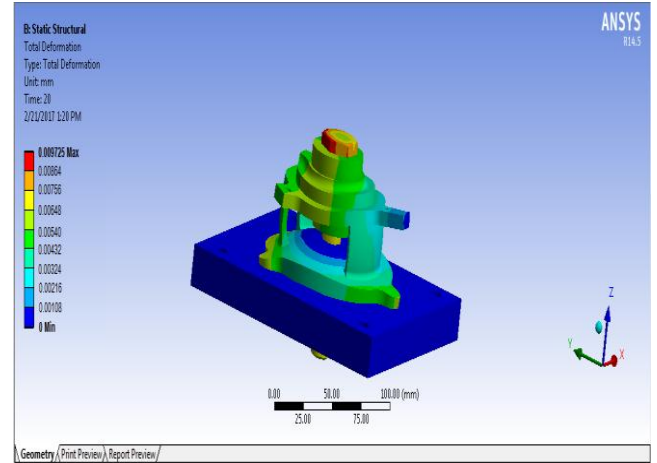 B: Static Structural
Total Deformation
Type: Total Deformation
Unit: mm
Time: 20
2/21/2017 1:20 PM
ANSYS
R14.5
0.009725 Max
0.00864
0.00756
0.00648
0.00540
0.00432
0.00324
0.00216
0.00108
0 Min
Z
Y
X
0.00 50.00 100.00 (mm)
25.00 75.00
Geometry Print Preview Report Preview